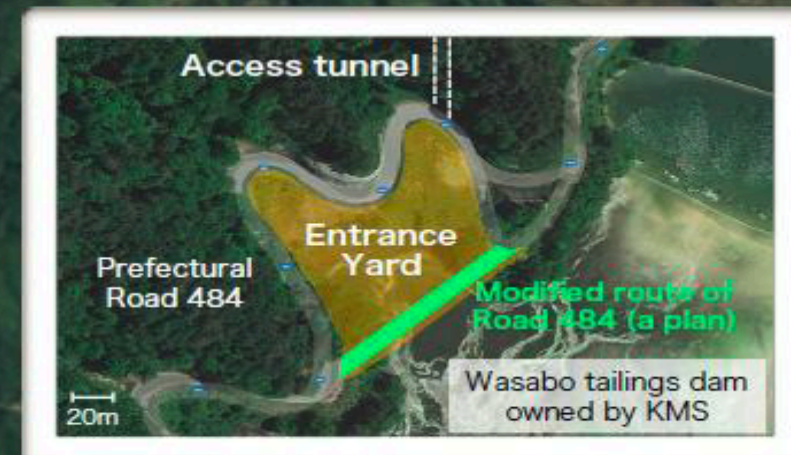 Access tunnel
Entrance
Yard
Prefectural
Road 484
Modified route of
Road 484 (a plan)
Wasabo tailings dam
owned by KMS
20m